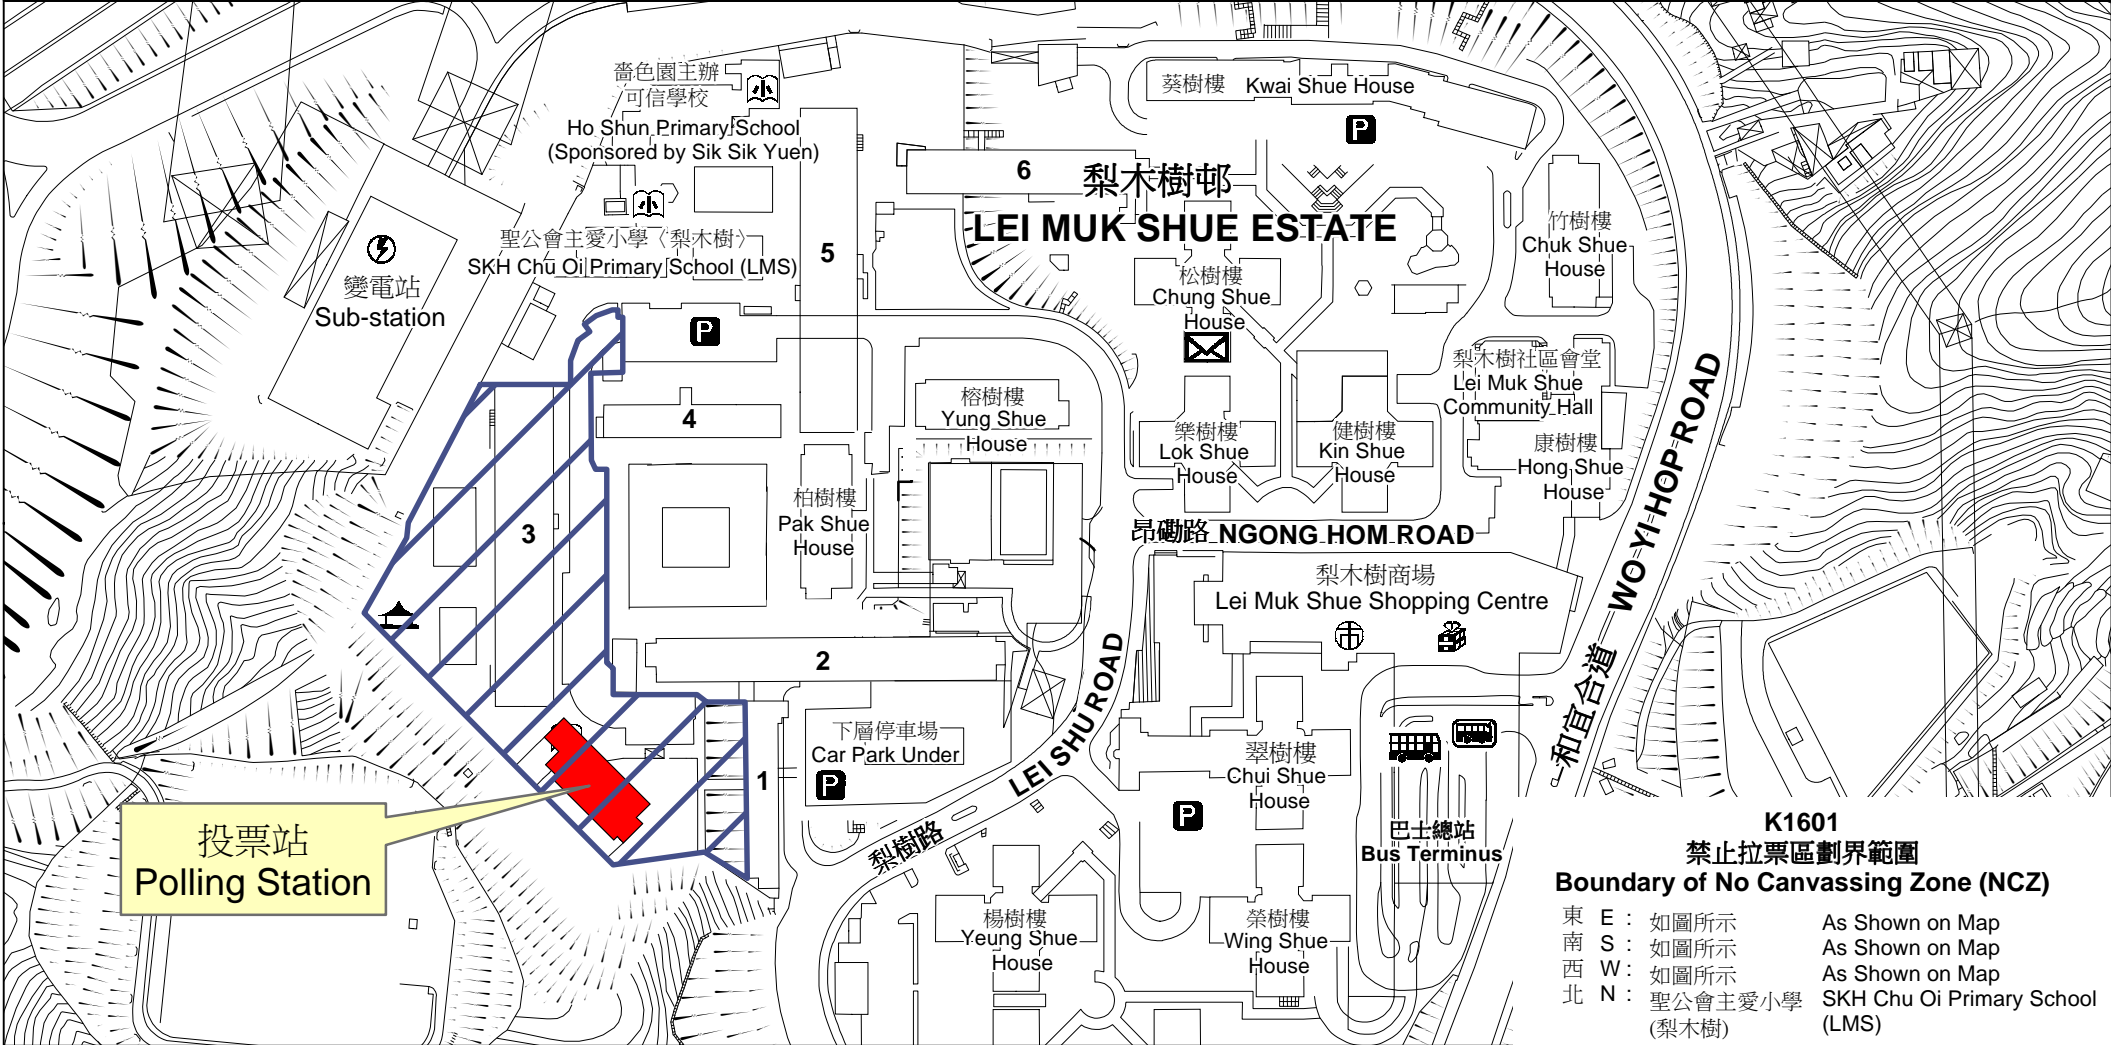 嗇色園主辦
可信學校
Ho Shun Primary School
(Sponsored by Sik Sik Yuen)
葵樹樓 Kwai Shue House
P
6
梨木樹邨
LEI MUK SHUE ESTATE
竹樹樓
Chuk Shue
House
小
小
聖公會主愛小學〈梨木樹〉
SKH Chu Oi Primary School (LMS)
5
變電站
Sub-station
松樹樓
Chung Shue
House
P
梨木樹社區會堂
Lei Muk Shue
Community Hall
榕樹樓
Yung Shue
House
4
樂樹樓
Lok Shue
House
健樹樓
Kin Shue
House
康樹樓
Hong Shue
House
和宜合道 WO YI HOP ROAD
柏樹樓
Pak Shue
House
3
昂磡路 NGONG HOM ROAD
梨木樹商場
Lei Muk Shue Shopping Centre
市
2
梨樹路 LEI SHU ROAD
下層停車場
Car Park Under
P
1
翠樹樓
Chui Shue
House
P
巴士總站
Bus Terminus
投票站
Polling Station
楊樹樓
Yeung Shue
House
榮樹樓
Wing Shue
House
K1601
禁止拉票區劃界範圍
Boundary of No Canvassing Zone (NCZ)
東 E : 如圖所示 As Shown on Map
南 S : 如圖所示 As Shown on Map
西 W : 如圖所示 As Shown on Map
北 N : 聖公會主愛小學 SKH Chu Oi Primary School
(梨木樹) (LMS)